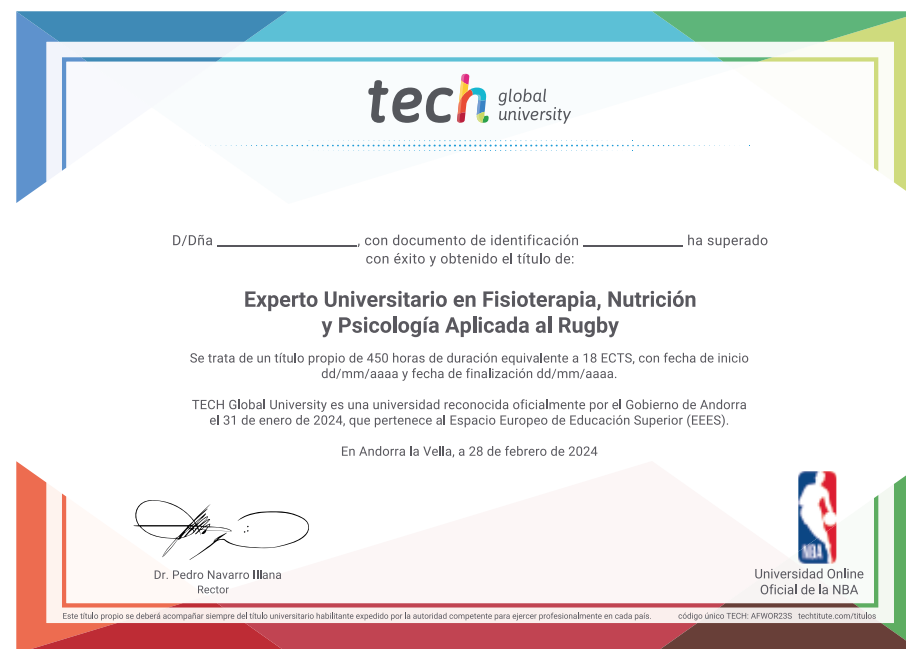 tech global university
D/Dña ____________________, con documento de identificación ______________ ha superado
con éxito y obtenido el título de:
Experto Universitario en Fisioterapia, Nutrición
y Psicología Aplicada al Rugby
Se trata de un título propio de 450 horas de duración equivalente a 18 ECTS, con fecha de inicio
dd/mm/aaaa y fecha de finalización dd/mm/aaaa.
TECH Global University es una universidad reconocida oficialmente por el Gobierno de Andorra
el 31 de enero de 2024, que pertenece al Espacio Europeo de Educación Superior (EEES).
En Andorra la Vella, a 28 de febrero de 2024
Dr. Pedro Navarro Illana
Rector
NBA
Universidad Online
Oficial de la NBA
Este título propio se deberá acompañar siempre del título universitario habilitante expedido por la autoridad competente para ejercer profesionalmente en cada país.
código único TECH: AFWOR23S techtitute.com/titulos